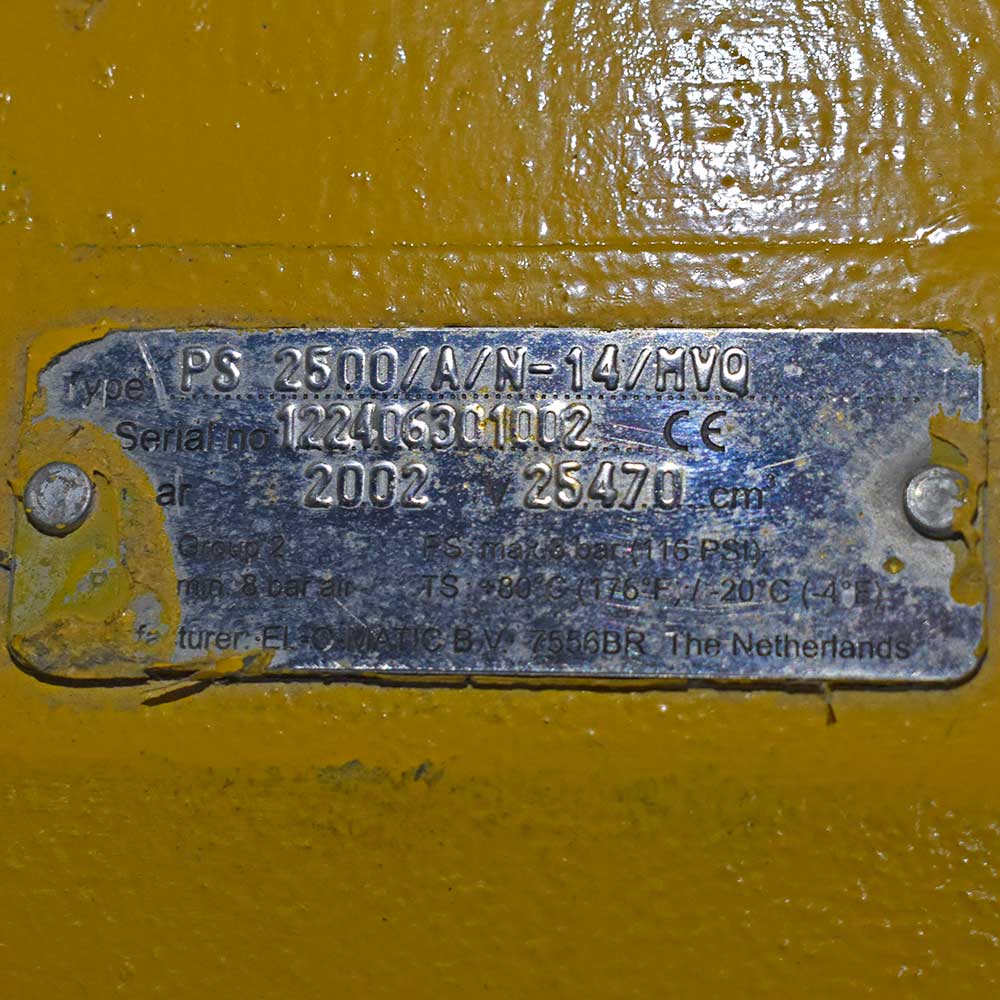 Type PS 2500/A/N-14/MVQ
Serial no 122406301002 CE
ar 2002 V 25470 cm³
Group 2 PS max 8 bar (116 PSI)
min. 8 bar air TS +80°C (176°F) / -20°C (-4°F)
turer: EL-O-MATIC B.V. 7556BR The Netherlands